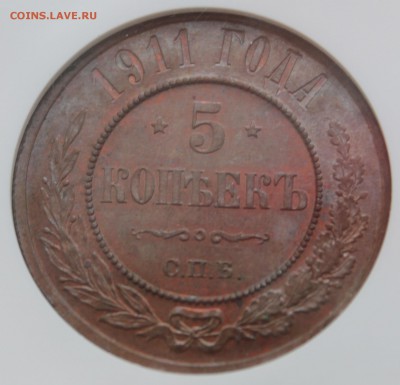 COINS.LAVE.RU
1911 ГОДА
5
КОПѢЕКЪ
С.П.Б.